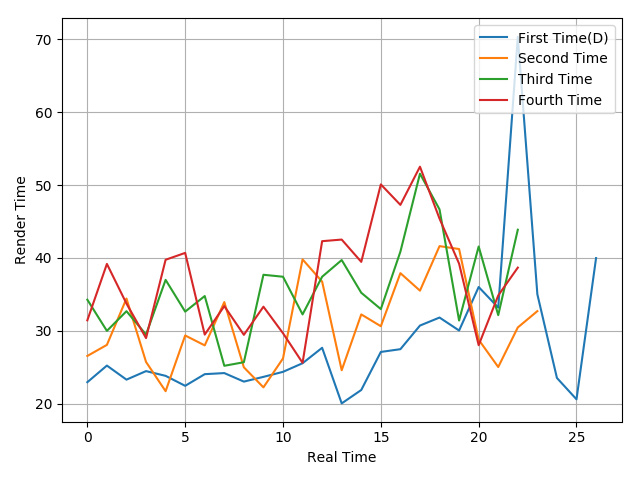 70
60
50
40
30
20
Render Time
0 5 10 15 20 25
Real Time
First Time(D)
Second Time
Third Time
Fourth Time